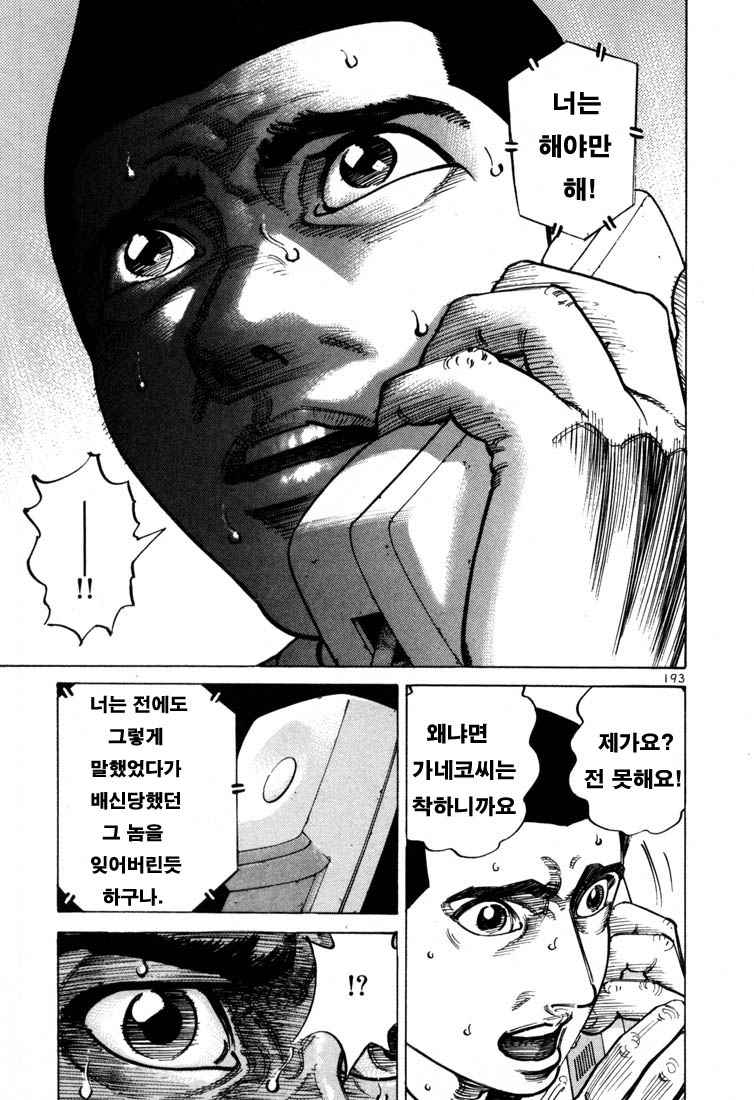 너는
해야만
해!
!!
193
제가요?
전 못해요!
왜냐면
가네코씨는
착하니까요
너는 전에도
그렇게
말했었다가
배신당했던
그 놈을
잊어버린듯
하구나.
!?